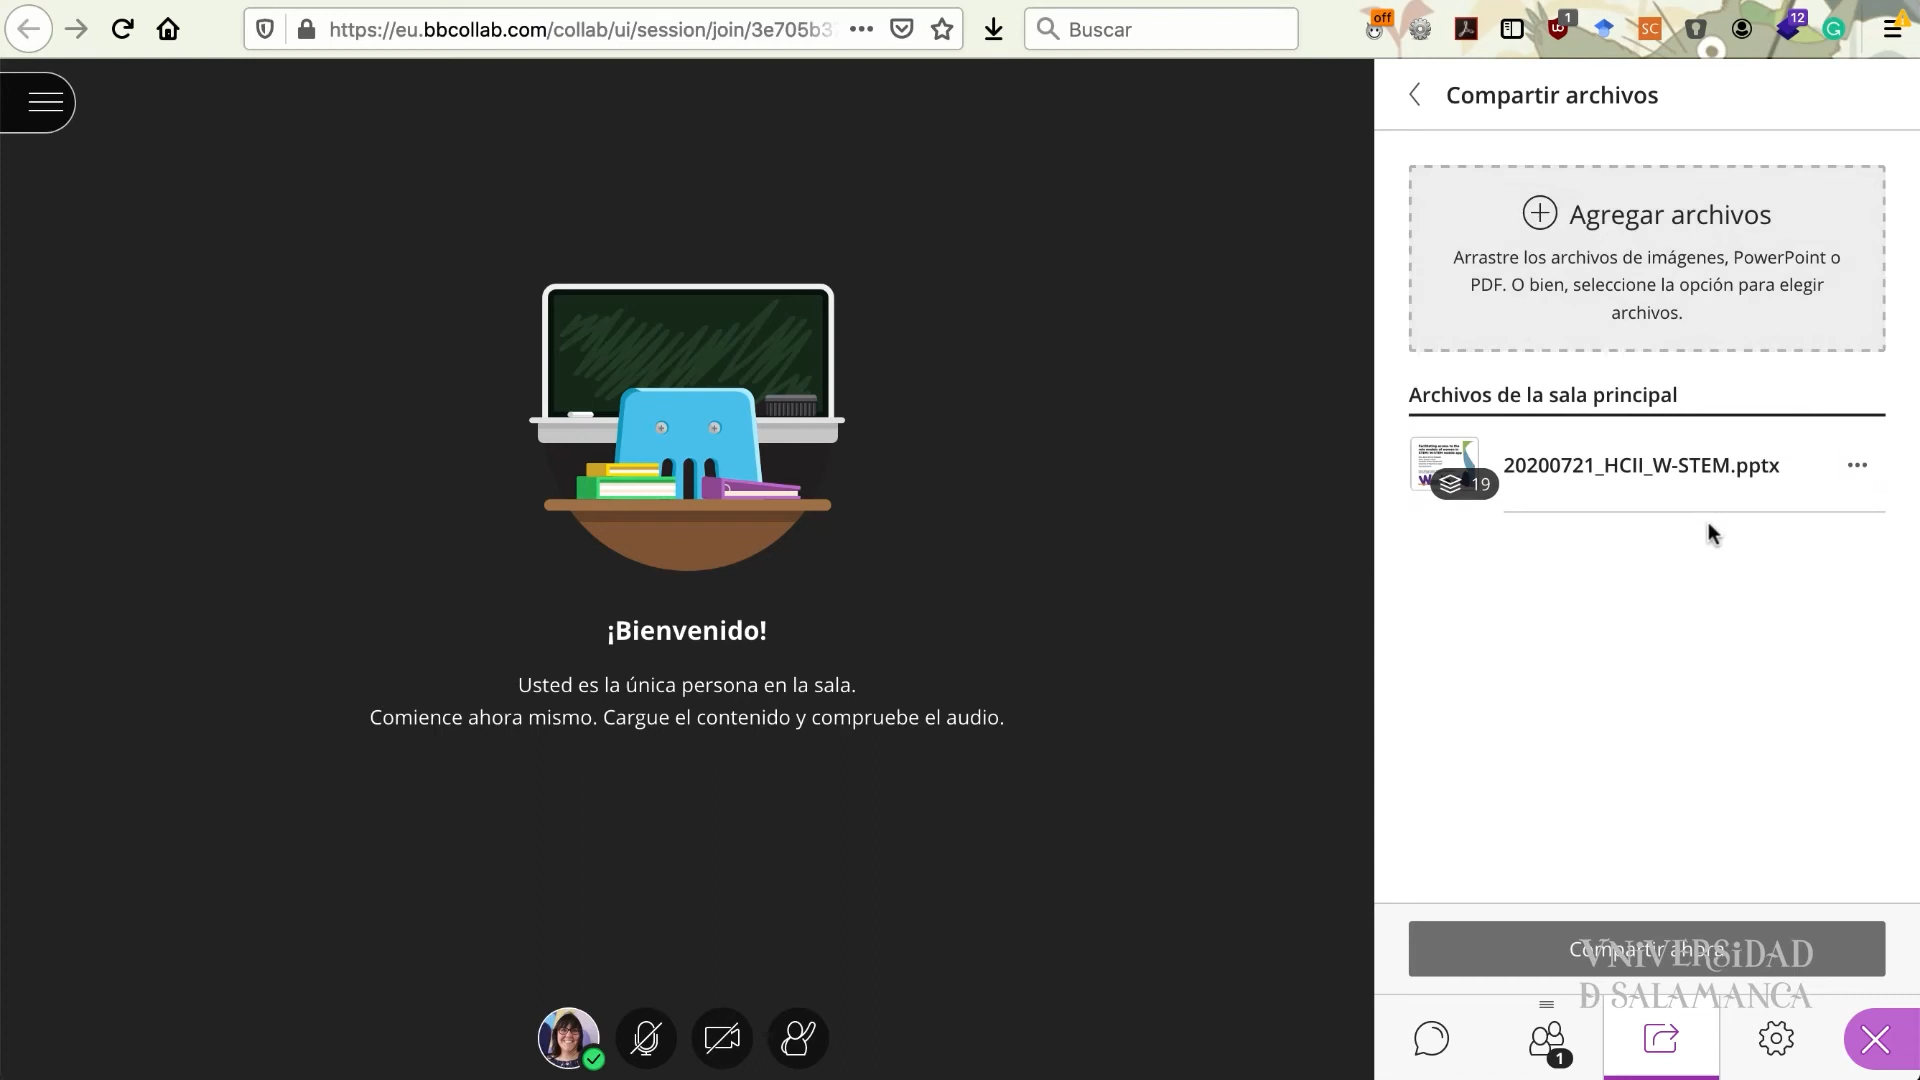 https://eu.bbcollab.com/collab/ui/session/join/3e705b3
Buscar
off
SC
1
12
Compartir archivos
Agregar archivos
Arrastre los archivos de imágenes, PowerPoint o
PDF. O bien, seleccione la opción para elegir
archivos.
Archivos de la sala principal
20200721_HCII_W-STEM.pptx
19
¡Bienvenido!
Usted es la única persona en la sala.
Comience ahora mismo. Cargue el contenido y compruebe el audio.
Compartir ahora
VNiVERSiDAD
D SALAMANCA
1